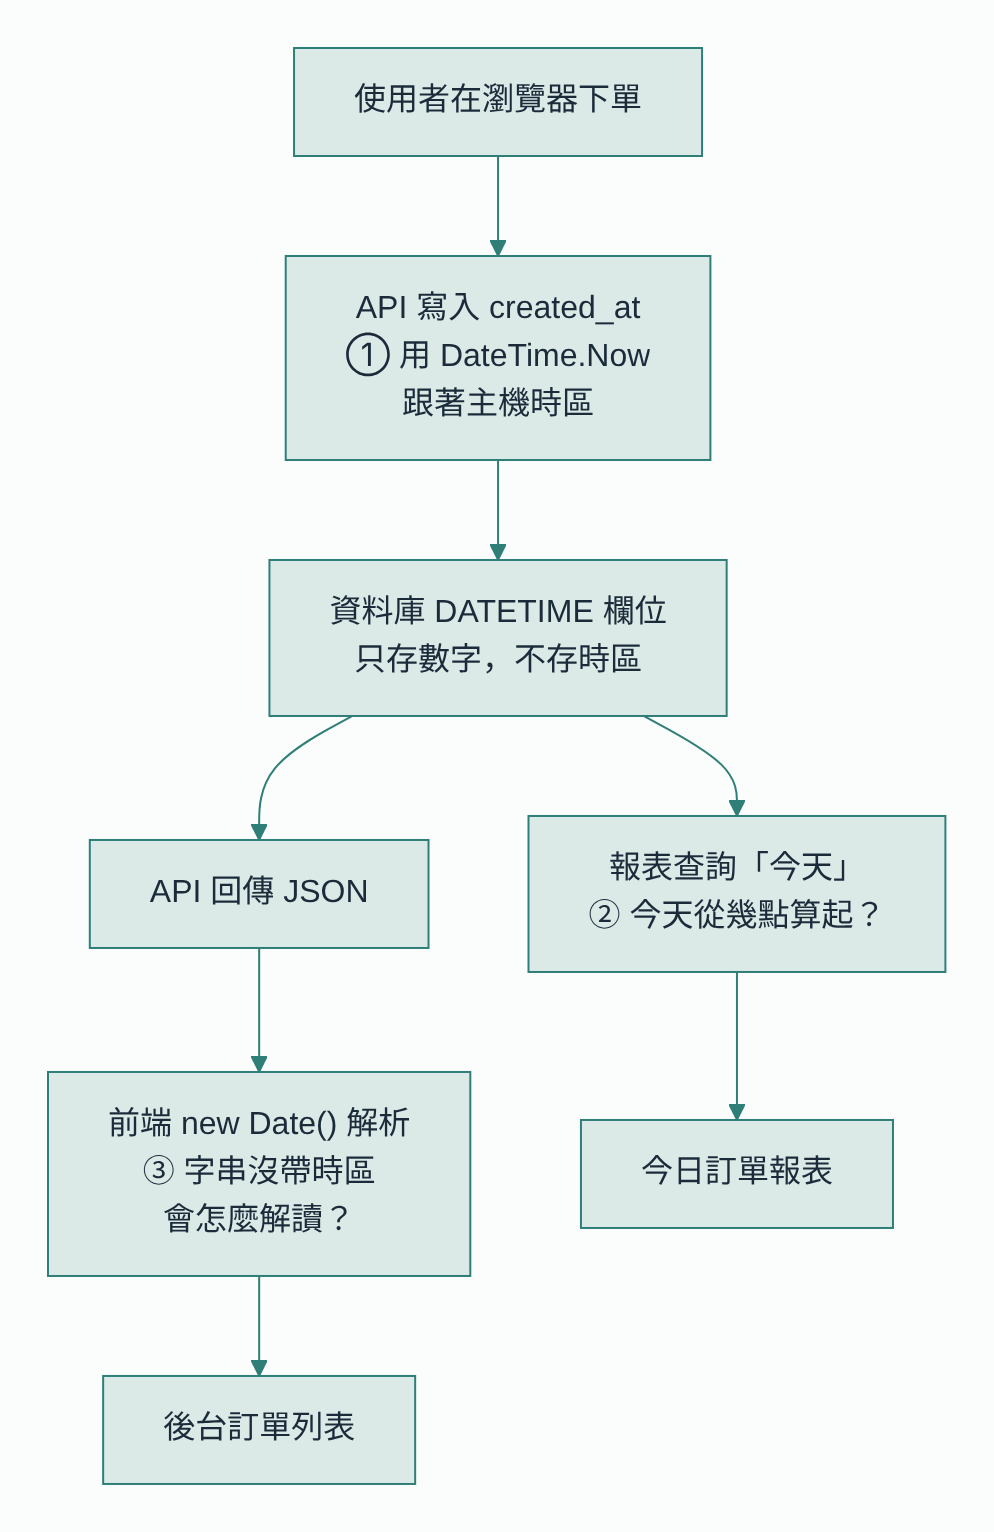 使用者在瀏覽器下單
API 寫入 created_at
① 用 DateTime.Now
跟著主機時區
資料庫 DATETIME 欄位
只存數字，不存時區
API 回傳 JSON
報表查詢「今天」
② 今天從幾點算起？
前端 new Date() 解析
③ 字串沒帶時區
會怎麼解讀？
今日訂單報表
後台訂單列表